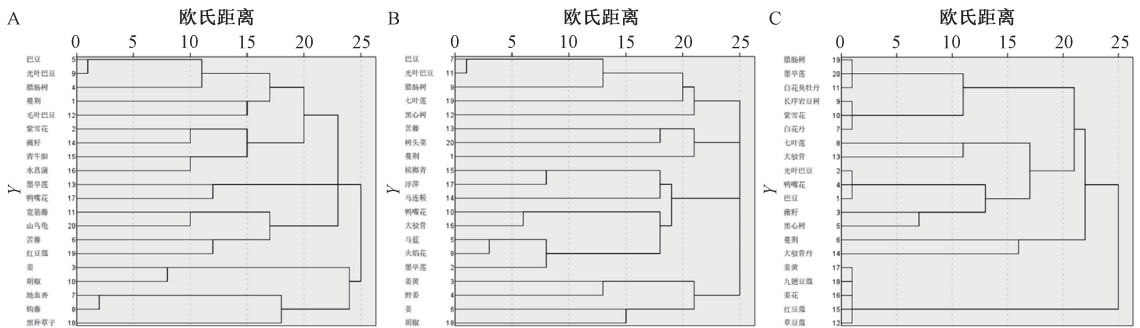 A
欧氏距离
0 5 10 15 20 25
Y
巴豆 5
光叶巴豆 9
腊肠树 4
蔓荆 1
毛叶巴豆 12
紫雪花 2
薇籽 14
青牛胆 15
水菖蒲 16
墨旱莲 13
鸭嘴花 17
宽筋藤 11
山乌龟 20
苦藤 6
红豆蔻 19
姜 3
胡椒 10
地血香 7
钩藤 8
黑种草子 18
B
欧氏距离
0 5 10 15 20 25
Y
巴豆 7
光叶巴豆 11
腊肠树 9
七叶莲 19
黑心树 12
苦藤 13
树头菜 20
蔓荆 1
槟榔青 15
浮萍 17
马连鞍 14
鸭嘴花 10
大驳骨 16
马蓝 5
火焰花 8
墨旱莲 2
姜黄 3
野姜 4
姜 6
胡椒 18
C
欧氏距离
0 5 10 15 20 25
Y
腊肠树 19
墨旱莲 20
白花臭牡丹 11
长序岩豆树 9
紫雪花 10
白花丹 7
七叶莲 8
大驳骨 13
光叶巴豆 2
鸭嘴花 4
巴豆 1
薇籽 3
黑心树 5
蔓荆 6
大驳骨丹 14
姜黄 17
九翅豆蔻 18
姜花 16
红豆蔻 15
草豆蔻 12